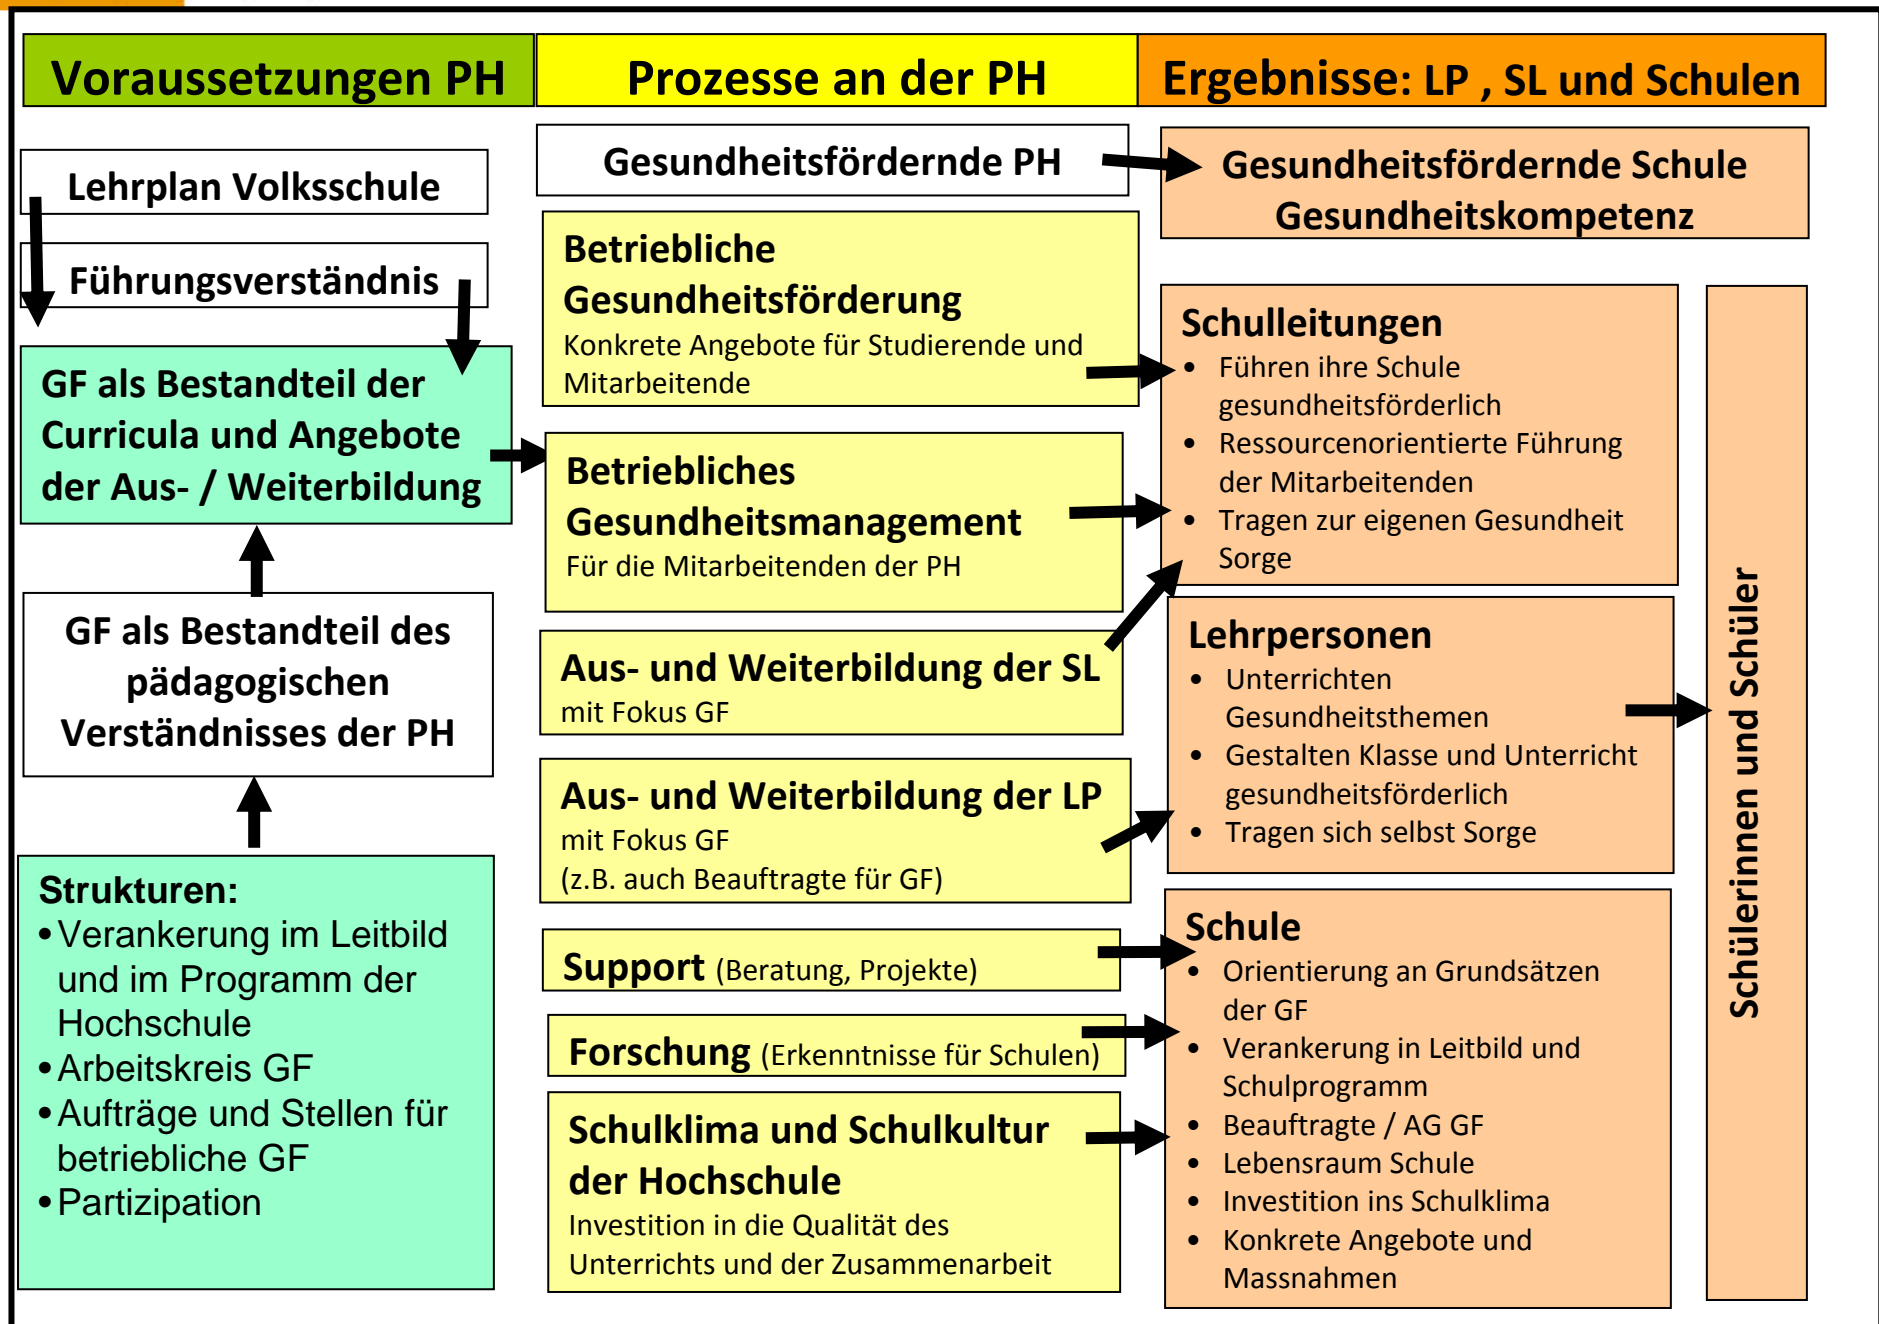 Voraussetzungen PH
Prozesse an der PH
Ergebnisse: LP , SL und Schulen
Lehrplan Volksschule
Führungsverständnis
GF als Bestandteil der
Curricula und Angebote
der Aus- / Weiterbildung
GF als Bestandteil des
pädagogischen
Verständnisses der PH
Strukturen:
• Verankerung im Leitbild
und im Programm der
Hochschule
• Arbeitskreis GF
• Aufträge und Stellen für
betriebliche GF
• Partizipation
Gesundheitsfördernde PH
Betriebliche
Gesundheitsförderung
Konkrete Angebote für Studierende und
Mitarbeitende
Betriebliches
Gesundheitsmanagement
Für die Mitarbeitenden der PH
Aus- und Weiterbildung der SL
mit Fokus GF
Aus- und Weiterbildung der LP
mit Fokus GF
(z.B. auch Beauftragte für GF)
Support (Beratung, Projekte)
Forschung (Erkenntnisse für Schulen)
Schulklima und Schulkultur
der Hochschule
Investition in die Qualität des
Unterrichts und der Zusammenarbeit
Gesundheitsfördernde Schule
Gesundheitskompetenz
Schulleitungen
• Führen ihre Schule
gesundheitsförderlich
• Ressourcenorientierte Führung
der Mitarbeitenden
• Tragen zur eigenen Gesundheit
Sorge
Lehrpersonen
• Unterrichten
Gesundheitsthemen
• Gestalten Klasse und Unterricht
gesundheitsförderlich
• Tragen sich selbst Sorge
Schule
• Orientierung an Grundsätzen
der GF
• Verankerung in Leitbild und
Schulprogramm
• Beauftragte / AG GF
• Lebensraum Schule
• Investition ins Schulklima
• Konkrete Angebote und
Massnahmen
Schülerinnen und Schüler